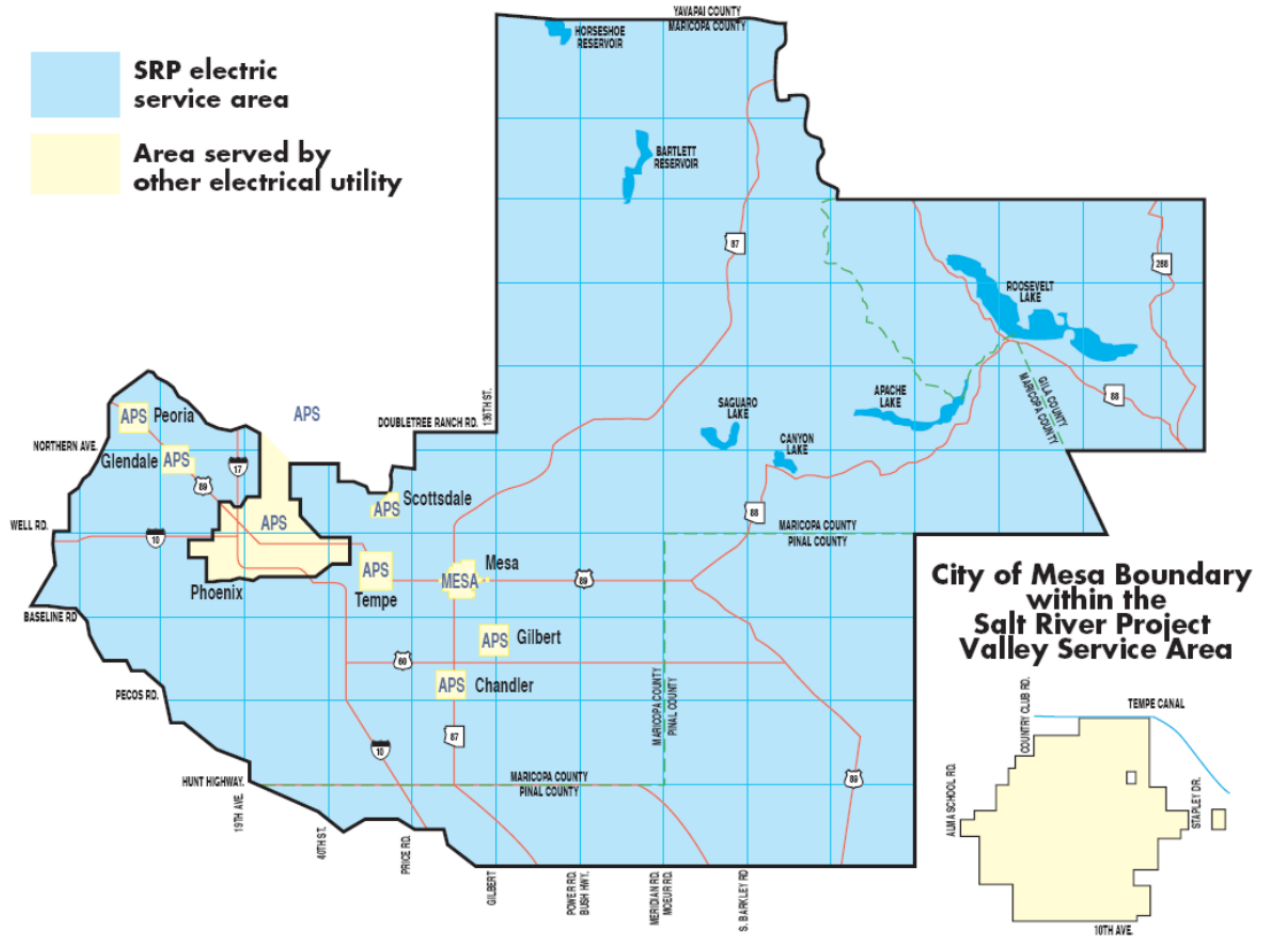 SRP electric
service area
Area served by
other electrical utility
YAVAPAI COUNTY
MARICOPA COUNTY
HORSESHOE
RESERVOIR
BARTLETT
RESERVOIR
87
288
ROOSEVELT
LAKE
APACHE
LAKE
88
GILA COUNTY
MARICOPA COUNTY
SAGUARO
LAKE
CANYON
LAKE
136TH ST.
DOUBLETREE RANCH RD.
APS
APS Peoria
NORTHERN AVE.
Glendale APS
17
89
Scottsdale
APS
APS
WELL RD.
10
88
MARICOPA COUNTY
PINAL COUNTY
Phoenix
APS
Tempe
MESA
Mesa
89
BASELINE RD
APS Gilbert
60
APS Chandler
PECOS RD.
MARICOPA COUNTY
PINAL COUNTY
87
10
89
HUNT HIGHWAY.
MARICOPA COUNTY
PINAL COUNTY
19TH AVE.
40TH ST.
PRICE RD.
GILBERT
POWER RD.
BUSH HWY.
MERIDIAN RD.
MOEUR RD.
S. BARKLEY RD
City of Mesa Boundary
within the
Salt River Project
Valley Service Area
COUNTRY CLUB RD.
TEMPE CANAL
ALMA SCHOOL RD.
STAPLEY DR.
10TH AVE.